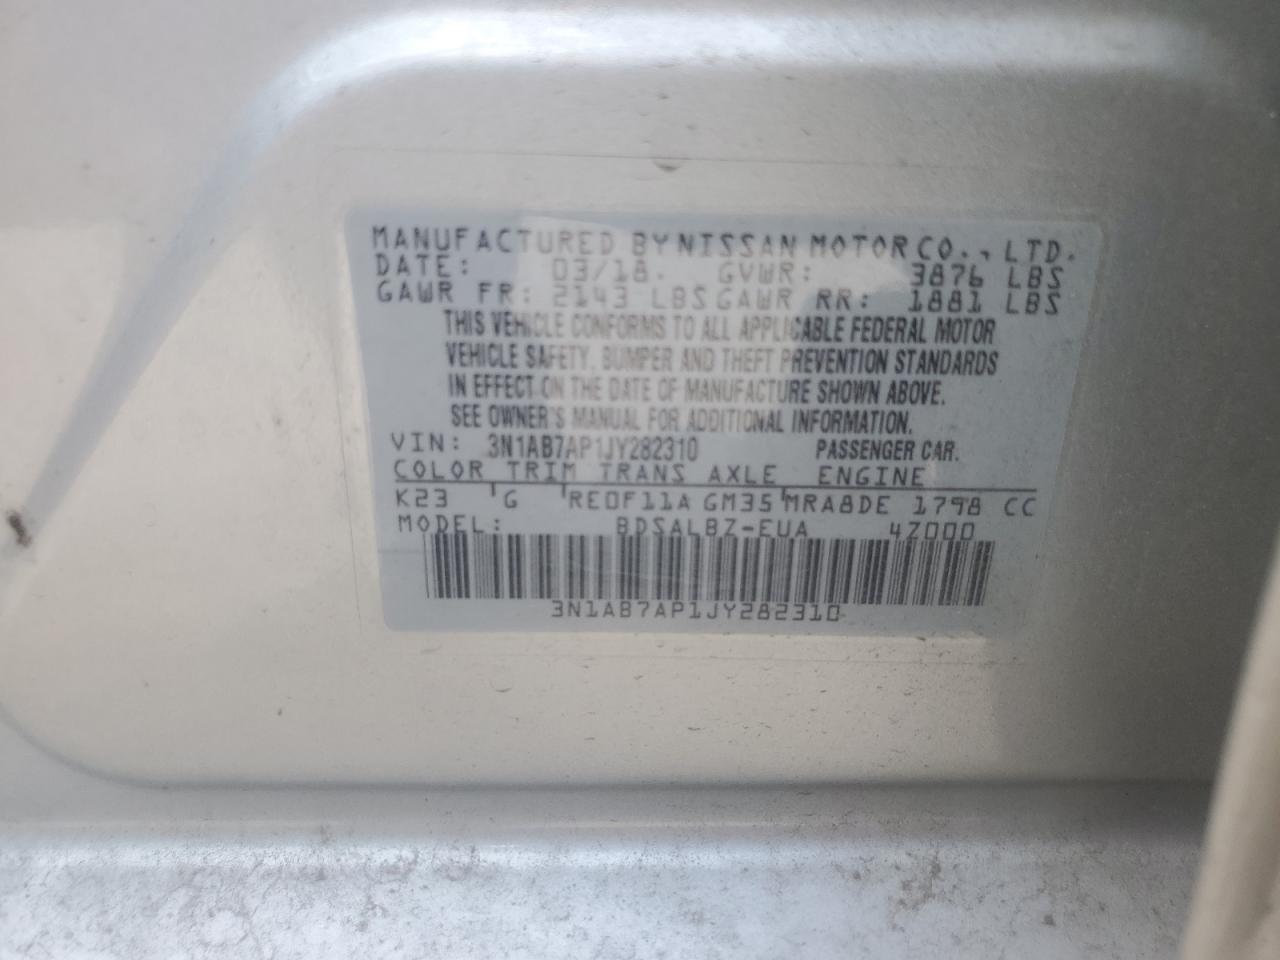 MANUFACTURED BY NISSAN MOTOR CO., LTD.
DATE: 03/18 GVWR: 3876 LBS
GAWR FR: 2143 LBS GAWR RR: 1881 LBS
THIS VEHICLE CONFORMS TO ALL APPLICABLE FEDERAL MOTOR
VEHICLE SAFETY, BUMPER AND THEFT PREVENTION STANDARDS
IN EFFECT ON THE DATE OF MANUFACTURE SHOWN ABOVE.
SEE OWNER'S MANUAL FOR ADDITIONAL INFORMATION.
VIN: 3N1AB7AP1JY282310 PASSENGER CAR.
COLOR TRIM TRANS AXLE ENGINE
K23 G RE0F11A GM35 MRA8DE 1798 CC
MODEL: BDSALBZ-EUA 4Z000
3N1AB7AP1JY282310